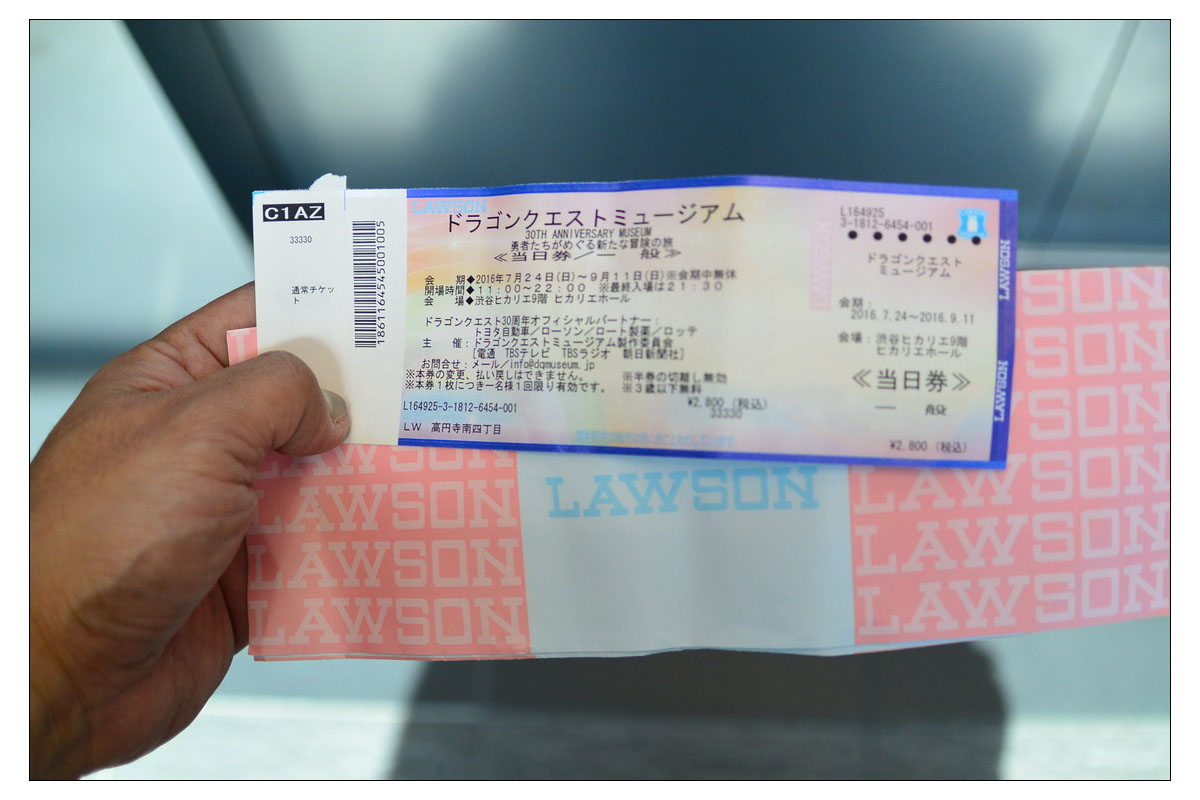 C1AZ
33330
通常チケッ
ト
1861164545001005
LAWSON
ドラゴンクエストミュージアム
30TH ANNIVERSARY MUSEUM
勇者たちがめぐる新たな冒険の旅
≪当日券／一　般≫
会　　期◆2016年7月24日(日)～9月11日(日)※会期中無休
開場時間◆11:00～22:00　※最終入場は21:30
会　　場◆渋谷ヒカリエ9階 ヒカリエホール
ドラゴンクエスト30周年オフィシャルパートナー：
トヨタ自動車／ローソン／ロート製薬／ロッテ
主　　催：ドラゴンクエストミュージアム製作委員会
[電通　TBSテレビ　TBSラジオ　朝日新聞社]
お問合せ：メール／info@dqmuseum.jp
※本券の変更、払い戻しはできません。　　※半券の切離し無効
※本券1枚につき一名様1回限り有効です。　※3歳以下無料
¥2,800 (税込)
33330
L164925-3-1812-6454-001
LW 高円寺南四丁目
LAWSON
L164925
3-1812-6454-001
ドラゴンクエスト
ミュージアム
会期：
2016.7.24～2016.9.11
会場：渋谷ヒカリエ9階
ヒカリエホール
≪当日券≫
一　般
¥2,800 (税込)
LAWSON
LAWSON
LAWSON
LAWSON
LAWSON
LAWSON
LAWSON
LAWSON
LAWSON
LAWSON
LAWSON
LAWSON
LAWSON